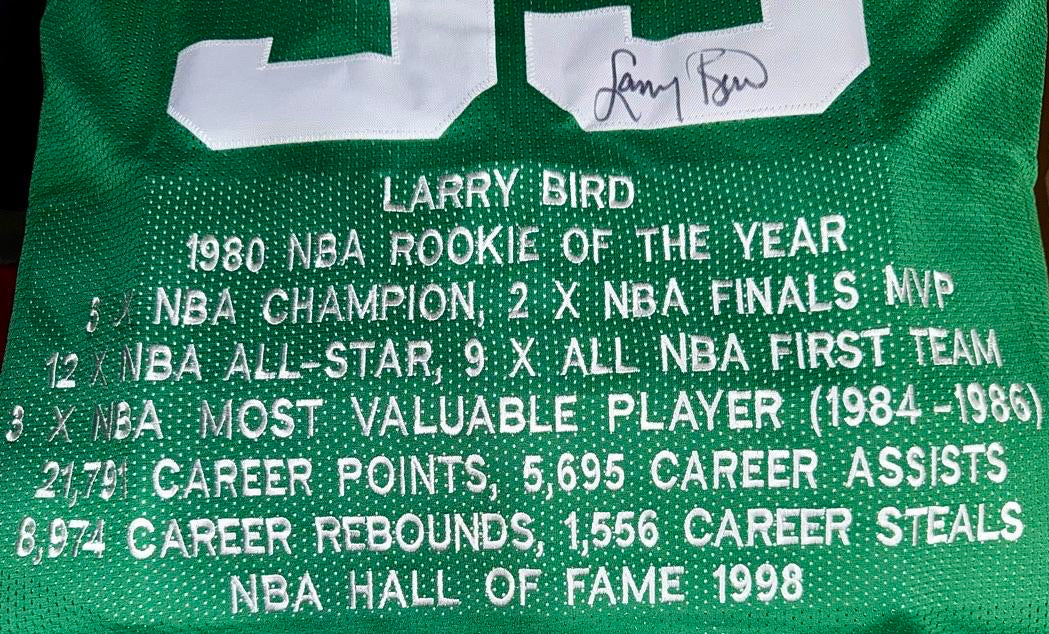 33
Larry Bird
LARRY BIRD
1980 NBA ROOKIE OF THE YEAR
3 X NBA CHAMPION, 2 X NBA FINALS MVP
12 X NBA ALL-STAR, 9 X ALL NBA FIRST TEAM
3 X NBA MOST VALUABLE PLAYER (1984-1986)
21,791 CAREER POINTS, 5,695 CAREER ASSISTS
8,974 CAREER REBOUNDS, 1,556 CAREER STEALS
NBA HALL OF FAME 1998